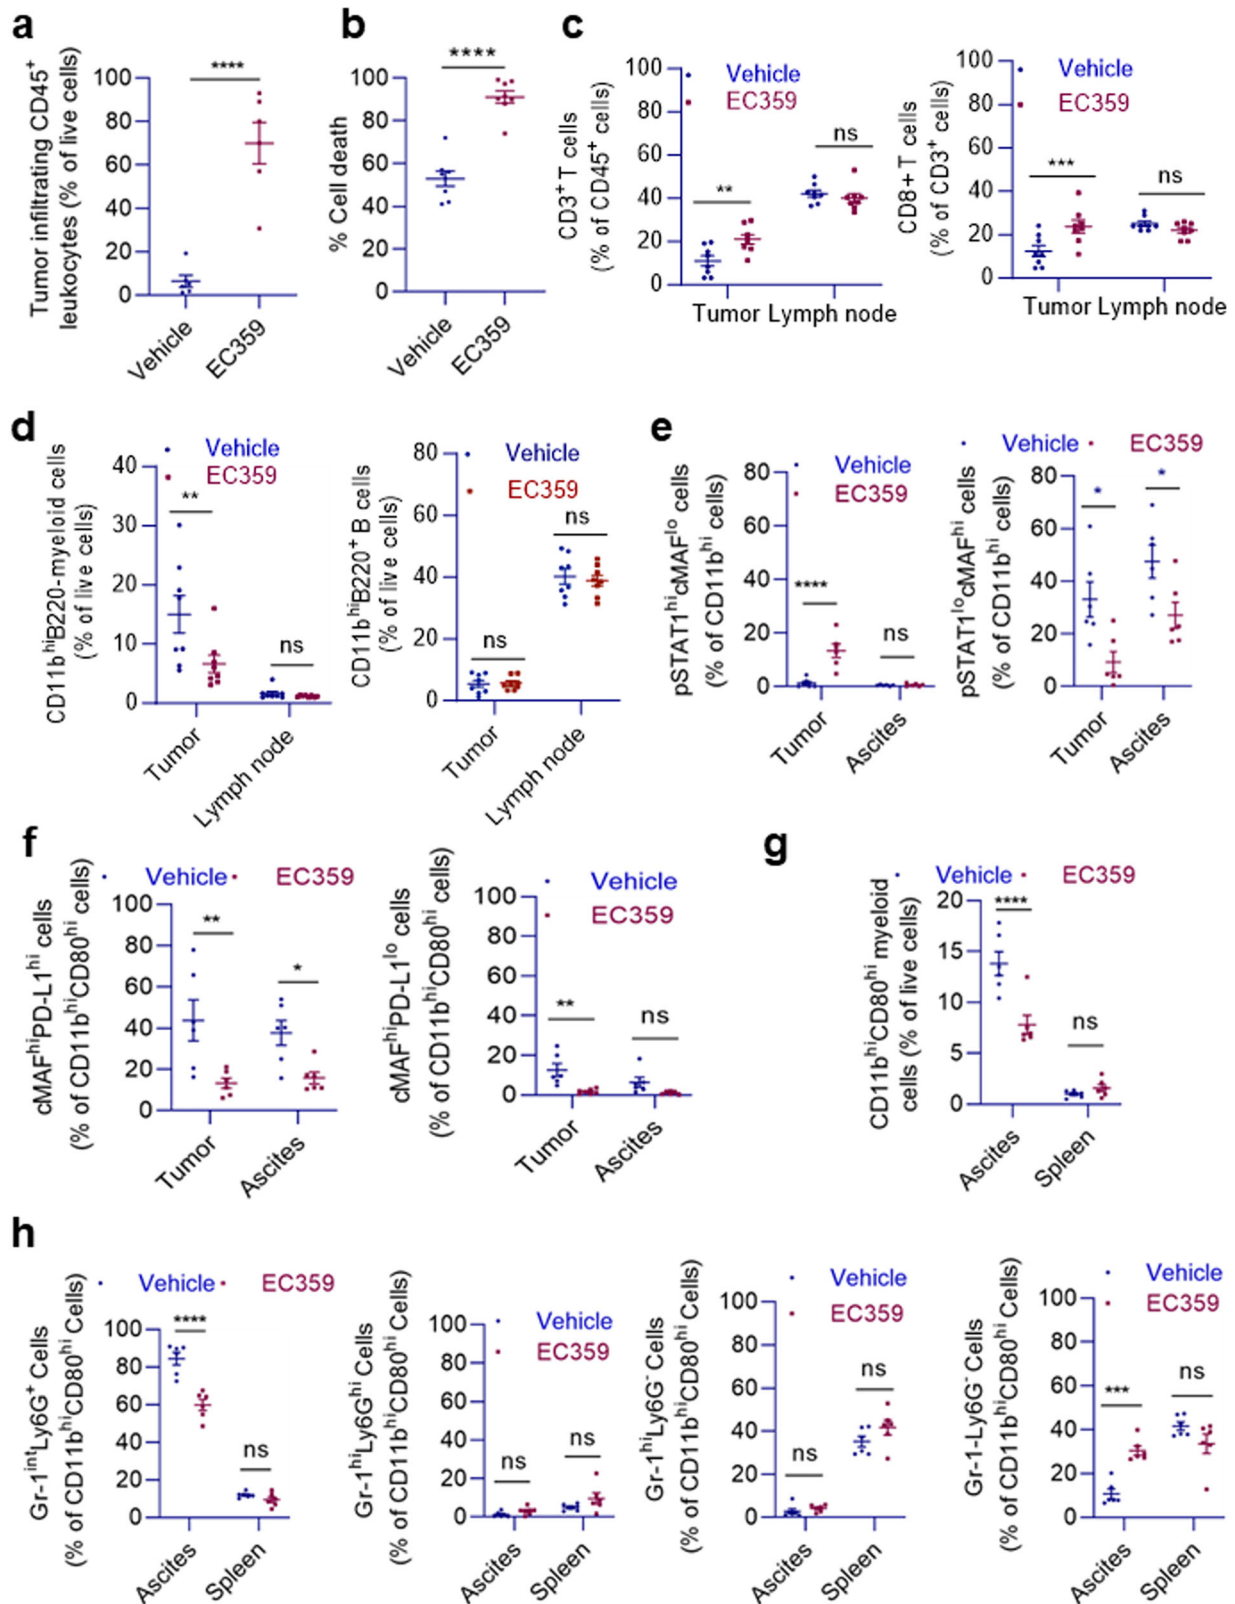 a
Tumor infiltrating CD45⁺
leukocytes (% of live cells)
100
80
60
40
20
0
****
Vehicle
EC359
b
% Cell death
100
80
60
40
20
0
****
Vehicle
EC359
c
CD3⁺T cells
(% of CD45⁺ cells)
100
80
60
40
20
0
Vehicle
EC359
**
ns
Tumor Lymph node
CD8+ T cells
(% of CD3⁺ cells)
100
80
60
40
20
0
Vehicle
EC359
***
ns
Tumor Lymph node
d
CD11bʰⁱB220-myeloid cells
(% of live cells)
40
30
20
10
0
Vehicle
EC359
**
ns
Tumor
Lymph node
CD11bʰⁱB220⁺ B cells
(% of live cells)
80
60
40
20
0
Vehicle
EC359
ns
ns
Tumor
Lymph node
e
pSTAT1ʰⁱcMAFˡᵒ cells
(% of CD11bʰⁱ cells)
80
60
40
20
0
Vehicle
EC359
****
ns
Tumor
Ascites
pSTAT1ˡᵒcMAFʰⁱ cells
(% of CD11bʰⁱ cells)
80
60
40
20
0
Vehicle EC359
*
*
Tumor
Ascites
f
cMAFʰⁱPD-L1ʰⁱ cells
(% of CD11bʰⁱCD80ʰⁱ cells)
100
80
60
40
20
0
Vehicle EC359
**
*
Tumor
Ascites
cMAFʰⁱPD-L1ˡᵒ cells
(% of CD11bʰⁱCD80ʰⁱ cells)
100
80
60
40
20
0
Vehicle
EC359
**
ns
Tumor
Ascites
g
CD11bʰⁱCD80ʰⁱ myeloid
cells (% of live cells)
20
15
10
5
0
Vehicle EC359
****
ns
Ascites
Spleen
h
Gr-1ⁱⁿᵗLy6G⁺ Cells
(% of CD11bʰⁱCD80ʰⁱ Cells)
100
80
60
40
20
0
Vehicle EC359
****
ns
Ascites
Spleen
Gr-1ʰⁱLy6Gʰⁱ Cells
(% of CD11bʰⁱCD80ʰⁱ Cells)
100
80
60
40
20
0
Vehicle
EC359
ns
ns
Ascites
Spleen
Gr-1ʰⁱLy6G⁻ Cells
(% of CD11bʰⁱCD80ʰⁱ Cells)
100
80
60
40
20
0
Vehicle
EC359
ns
ns
Ascites
Spleen
Gr-1-Ly6G⁻ Cells
(% of CD11bʰⁱCD80ʰⁱ Cells)
100
80
60
40
20
0
Vehicle
EC359
***
ns
Ascites
Spleen